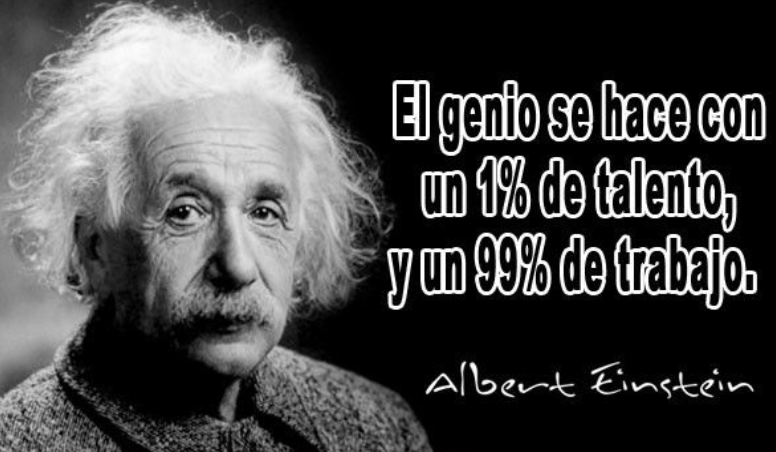 El genio se hace con
un 1% de talento,
y un 99% de trabajo.
Albert Einstein